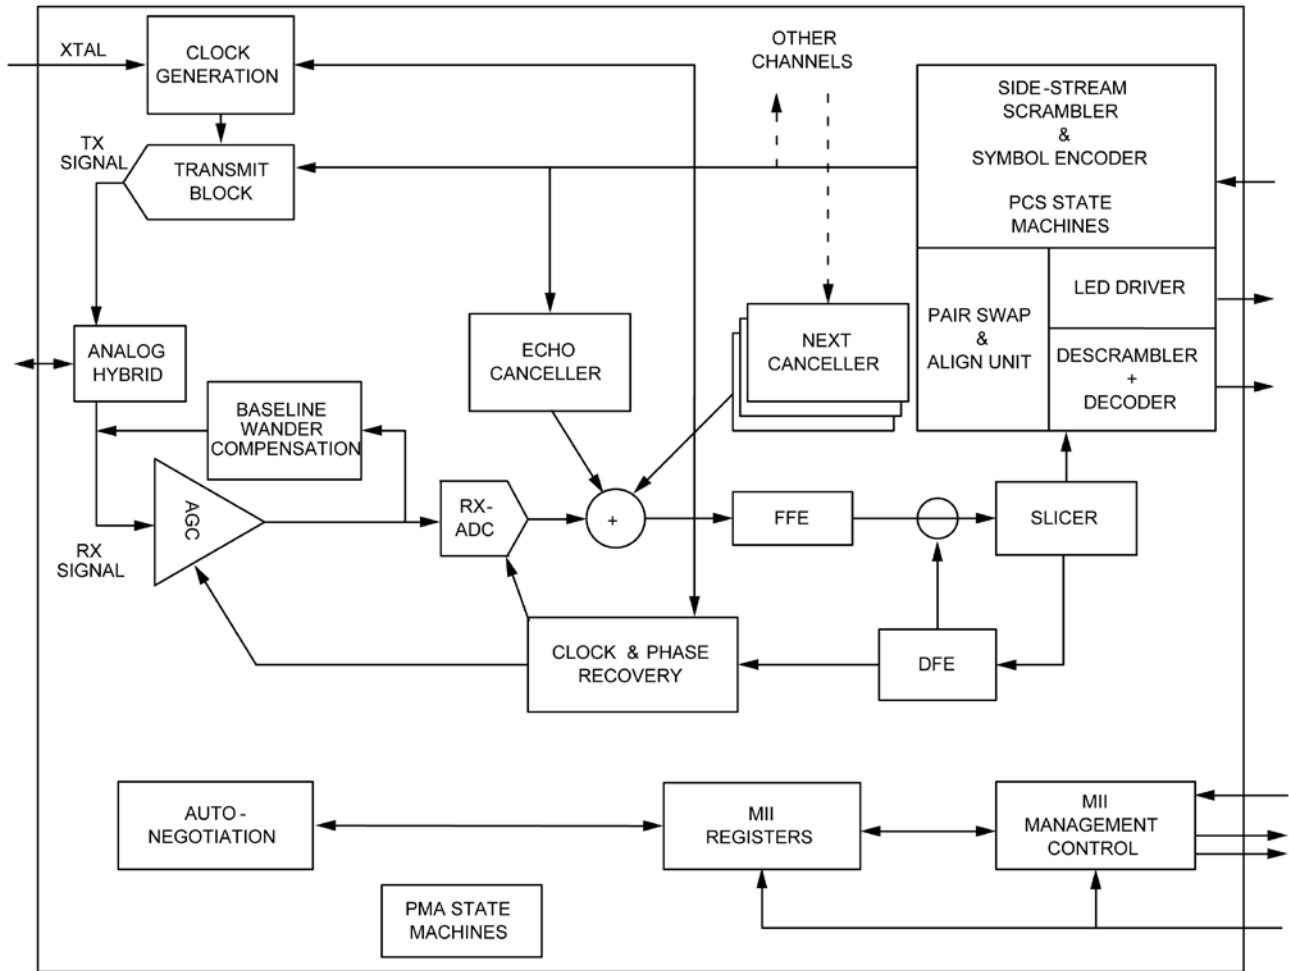 XTAL
CLOCK
GENERATION
OTHER
CHANNELS
SIDE-STREAM
SCRAMBLER
&
SYMBOL ENCODER
PCS STATE
MACHINES
TX
SIGNAL
TRANSMIT
BLOCK
LED DRIVER
PAIR SWAP
&
ALIGN UNIT
DESCRAMBLER
+
DECODER
ANALOG
HYBRID
ECHO
CANCELLER
NEXT
CANCELLER
BASELINE
WANDER
COMPENSATION
AGC
RX-
ADC
+
FFE
SLICER
RX
SIGNAL
CLOCK & PHASE
RECOVERY
DFE
AUTO-
NEGOTIATION
MII
REGISTERS
MII
MANAGEMENT
CONTROL
PMA STATE
MACHINES